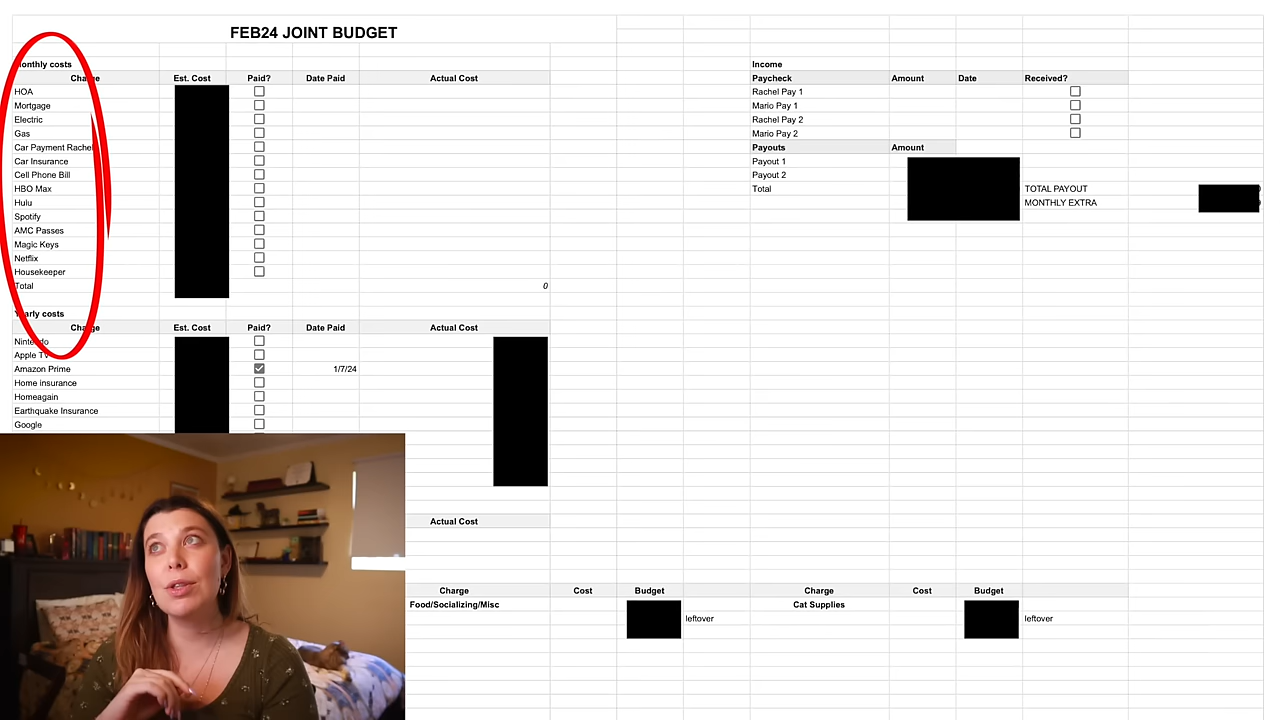 FEB24 JOINT BUDGET
Monthly costs
Charge Est. Cost Paid? Date Paid Actual Cost
HOA
Mortgage
Electric
Gas
Car Payment Rachel
Car Insurance
Cell Phone Bill
HBO Max
Hulu
Spotify
AMC Passes
Magic Keys
Netflix
Housekeeper
Total 0
Yearly costs
Charge Est. Cost Paid? Date Paid Actual Cost
Nintendo
Apple TV
Amazon Prime 1/7/24
Home insurance
Homeagain
Earthquake Insurance
Google
Actual Cost
Income
Paycheck Amount Date Received?
Rachel Pay 1
Mario Pay 1
Rachel Pay 2
Mario Pay 2
Payouts Amount
Payout 1
Payout 2
Total TOTAL PAYOUT
MONTHLY EXTRA
Charge Cost Budget Charge Cost Budget
Food/Socializing/Misc Cat Supplies
leftover leftover